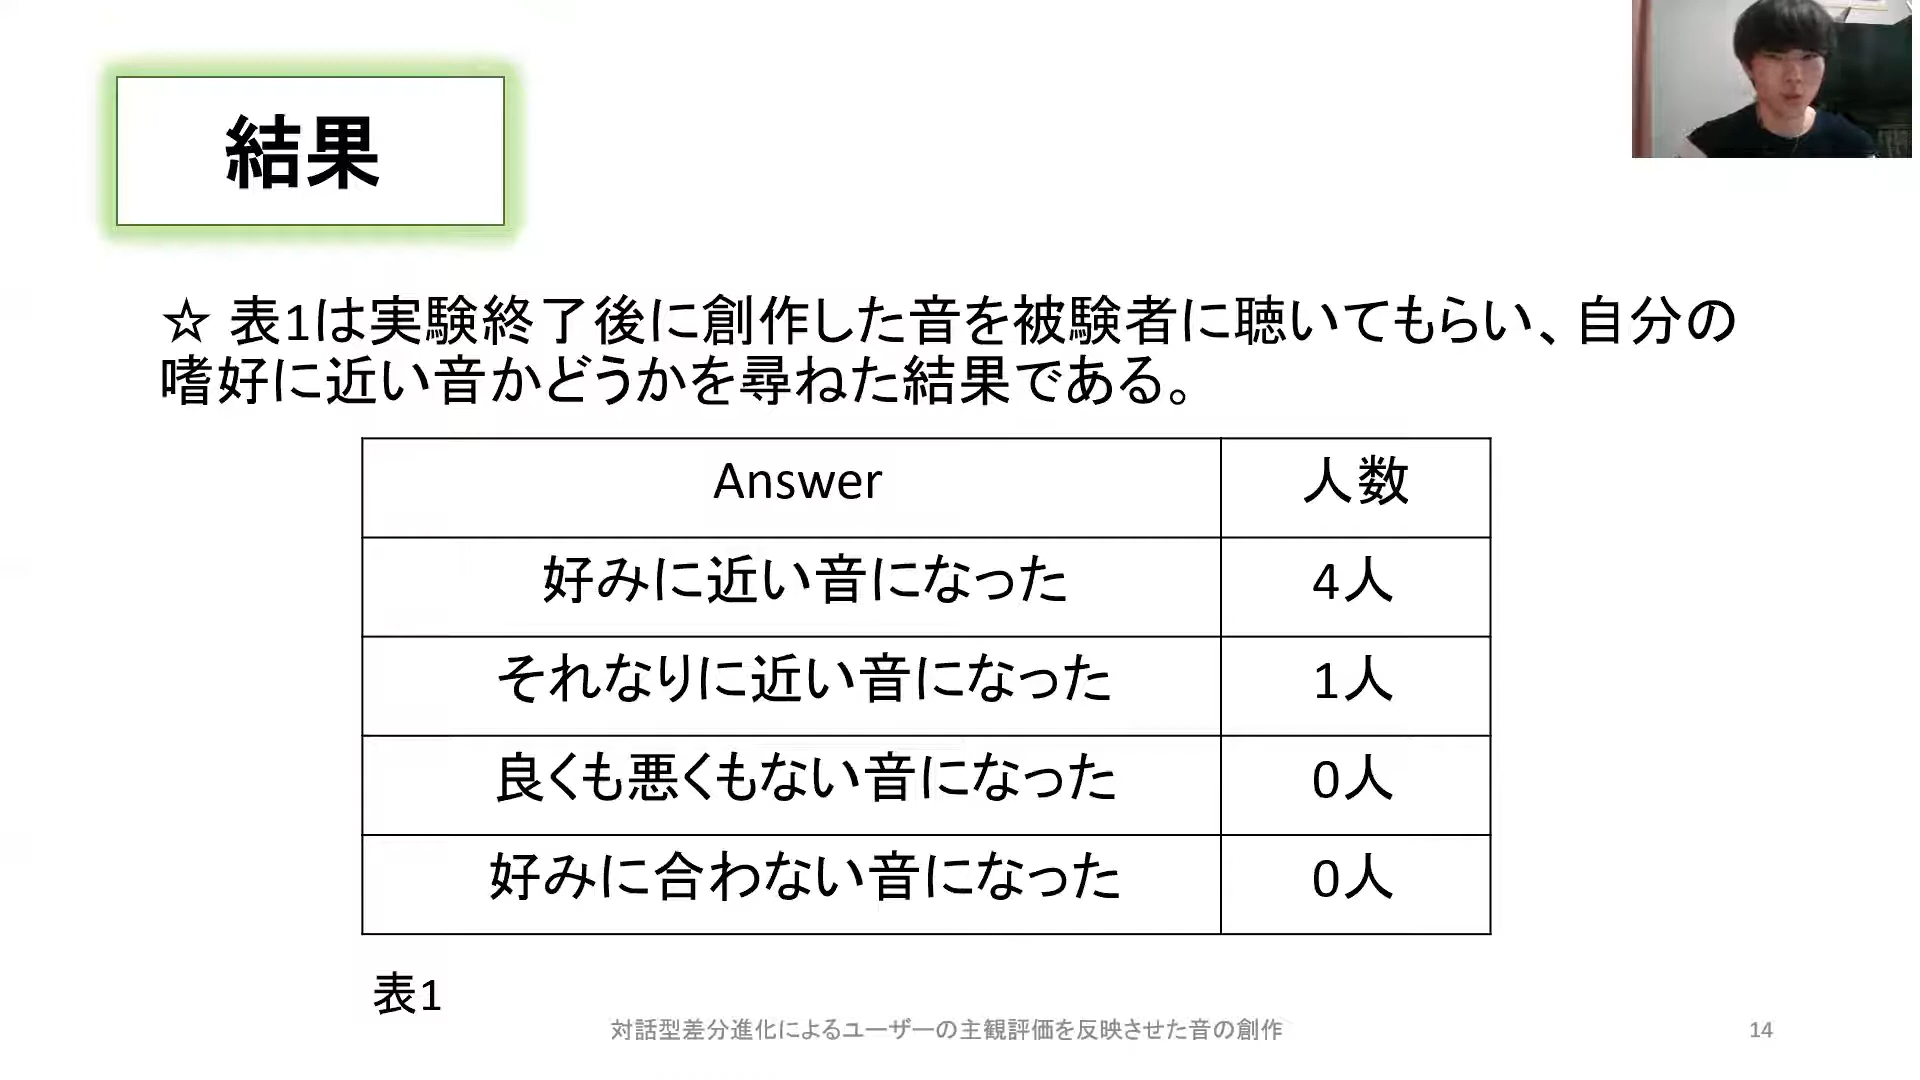 結果
☆ 表1は実験終了後に創作した音を被験者に聴いてもらい、自分の
嗜好に近い音かどうかを尋ねた結果である。
Answer 人数
好みに近い音になった 4人
それなりに近い音になった 1人
良くも悪くもない音になった 0人
好みに合わない音になった 0人
表1
対話型差分進化によるユーザーの主観評価を反映させた音の創作 14